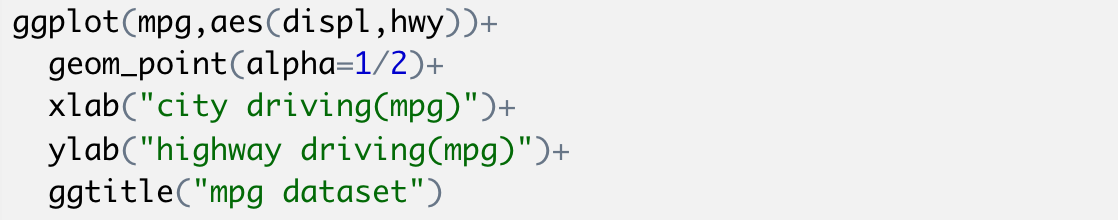 ggplot(mpg,aes(displ,hwy))+
  geom_point(alpha=1/2)+
  xlab("city driving(mpg)")+
  ylab("highway driving(mpg)")+
  ggtitle("mpg dataset")